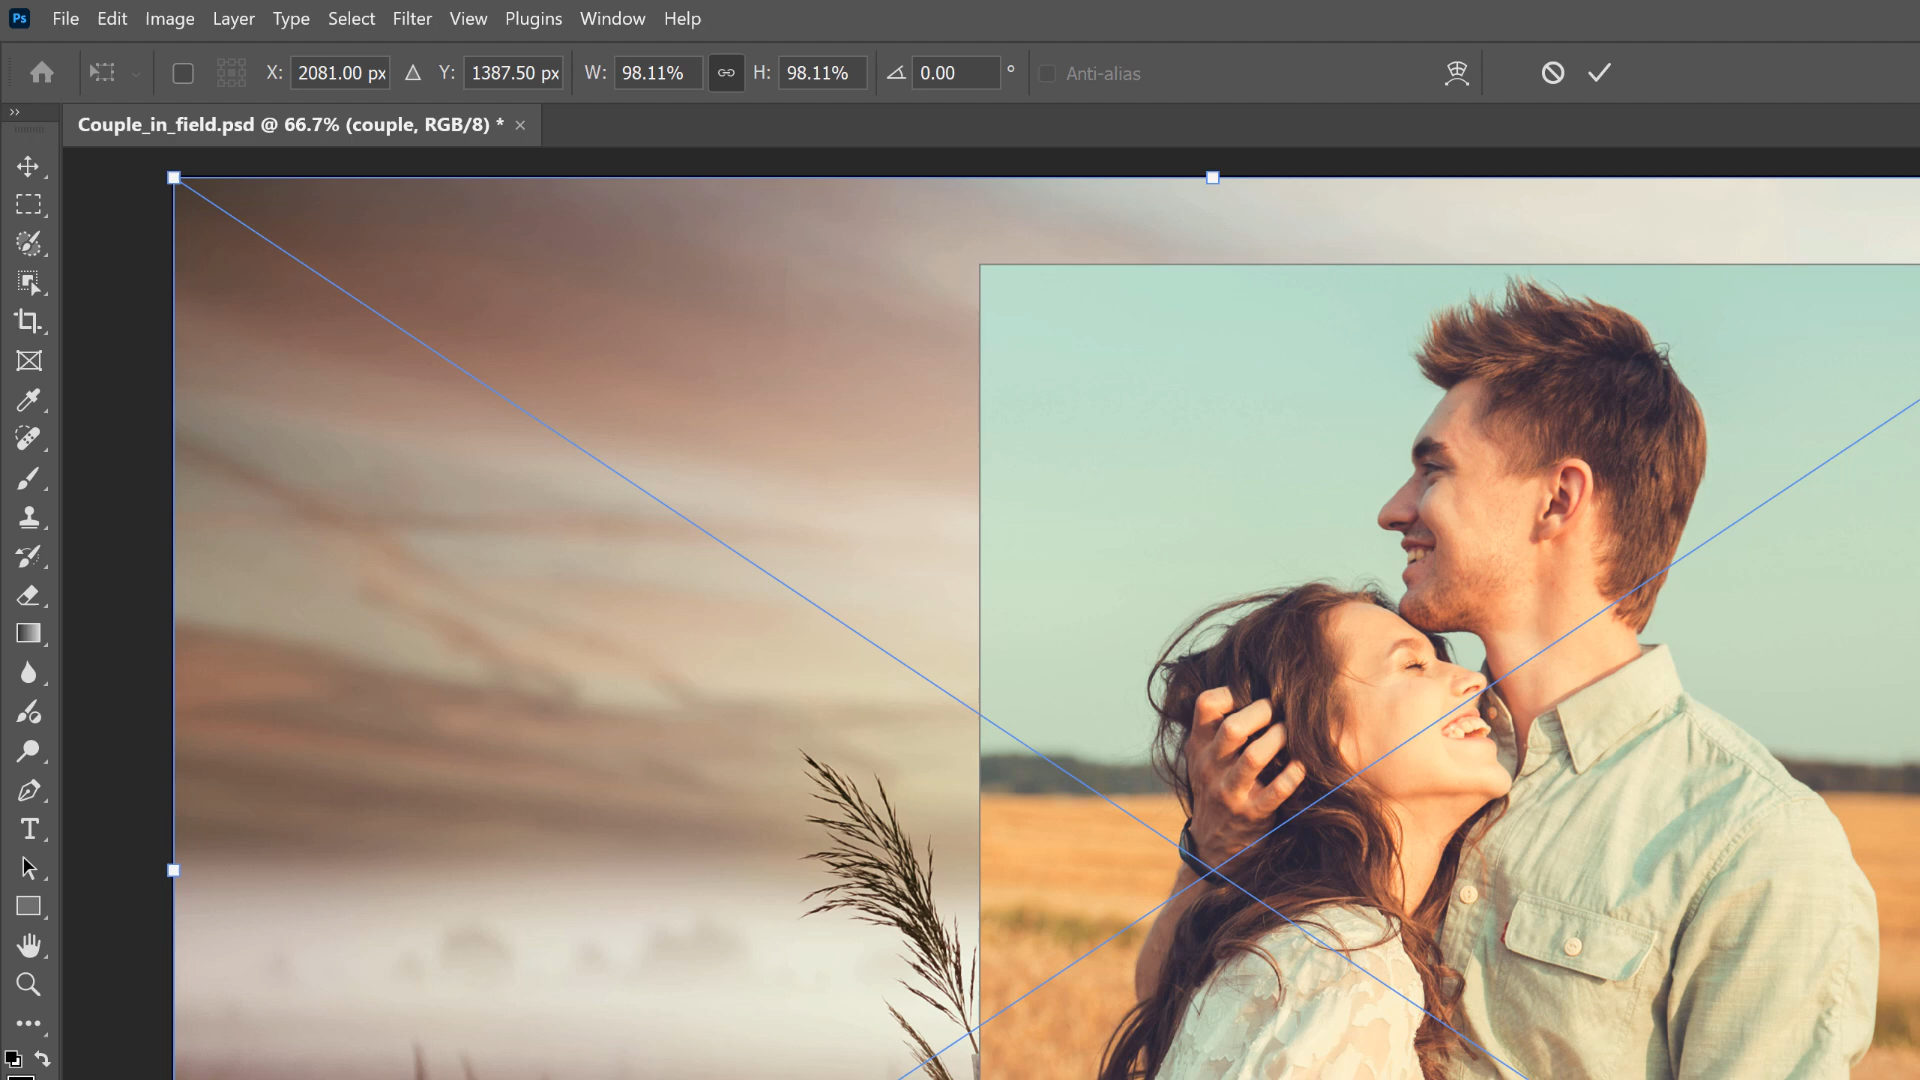 Ps File Edit Image Layer Type Select Filter View Plugins Window Help
X: 2081.00 px Y: 1387.50 px W: 98.11% H: 98.11% 0.00 ° Anti-alias
Couple_in_field.psd @ 66.7% (couple, RGB/8) * ×